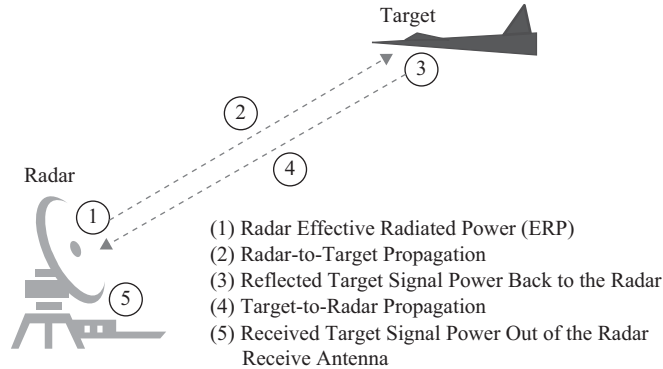 Target
3
2
4
Radar
1
5
(1) Radar Effective Radiated Power (ERP)
(2) Radar-to-Target Propagation
(3) Reflected Target Signal Power Back to the Radar
(4) Target-to-Radar Propagation
(5) Received Target Signal Power Out of the Radar
Receive Antenna